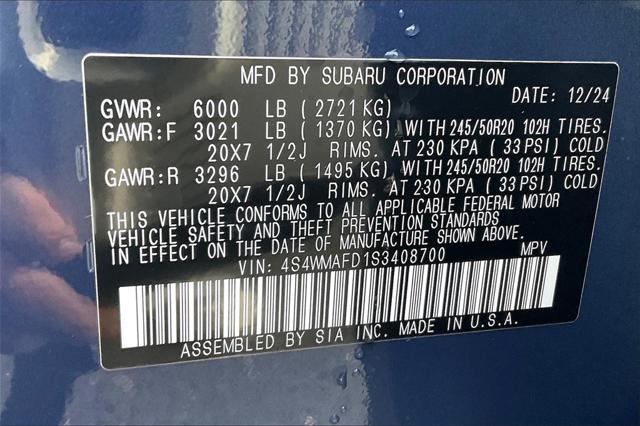 MFD BY SUBARU CORPORATION
DATE: 12/24
GVWR: 6000 LB ( 2721 KG)
GAWR:F 3021 LB ( 1370 KG) WITH 245/50R20 102H TIRES.
20X7 1/2J RIMS. AT 230 KPA ( 33 PSI) COLD
GAWR:R 3296 LB ( 1495 KG) WITH 245/50R20 102H TIRES.
20X7 1/2J RIMS. AT 230 KPA ( 33 PSI) COLD
THIS VEHICLE CONFORMS TO ALL APPLICABLE FEDERAL MOTOR
VEHICLE SAFETY AND THEFT PREVENTION STANDARDS
IN EFFECT ON THE DATE OF MANUFACTURE SHOWN ABOVE.
VIN: 4S4WMAFD1S3408700 MPV
ASSEMBLED BY SIA INC. MADE IN U.S.A.